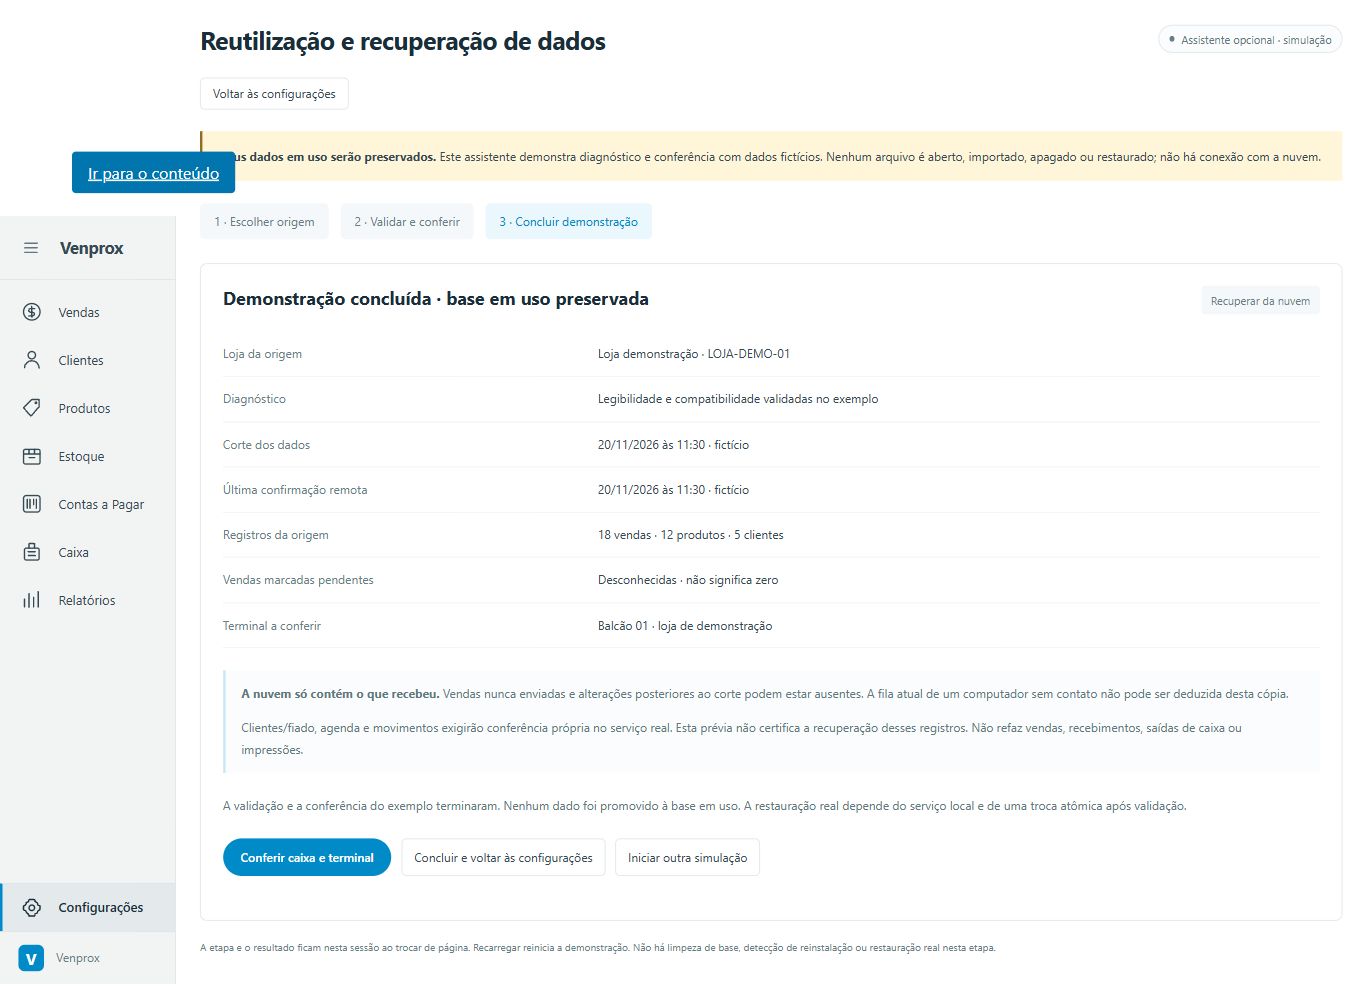 Reutilização e recuperação de dados
Assistente opcional · simulação
Voltar às configurações
us dados em uso serão preservados. Este assistente demonstra diagnóstico e conferência com dados fictícios. Nenhum arquivo é aberto, importado, apagado ou restaurado; não há conexão com a nuvem.
Ir para o conteúdo
1 · Escolher origem
2 · Validar e conferir
3 · Concluir demonstração
Venprox
Vendas
Clientes
Produtos
Estoque
Contas a Pagar
Caixa
Relatórios
Configurações
V
Venprox
Demonstração concluída · base em uso preservada
Recuperar da nuvem
Loja da origem
Loja demonstração · LOJA-DEMO-01
Diagnóstico
Legibilidade e compatibilidade validadas no exemplo
Corte dos dados
20/11/2026 às 11:30 · fictício
Última confirmação remota
20/11/2026 às 11:30 · fictício
Registros da origem
18 vendas · 12 produtos · 5 clientes
Vendas marcadas pendentes
Desconhecidas · não significa zero
Terminal a conferir
Balcão 01 · loja de demonstração
A nuvem só contém o que recebeu. Vendas nunca enviadas e alterações posteriores ao corte podem estar ausentes. A fila atual de um computador sem contato não pode ser deduzida desta cópia.
Clientes/fiado, agenda e movimentos exigirão conferência própria no serviço real. Esta prévia não certifica a recuperação desses registros. Não refaz vendas, recebimentos, saídas de caixa ou
impressões.
A validação e a conferência do exemplo terminaram. Nenhum dado foi promovido à base em uso. A restauração real depende do serviço local e de uma troca atômica após validação.
Conferir caixa e terminal
Concluir e voltar às configurações
Iniciar outra simulação
A etapa e o resultado ficam nesta sessão ao trocar de página. Recarregar reinicia a demonstração. Não há limpeza de base, detecção de reinstalação ou restauração real nesta etapa.